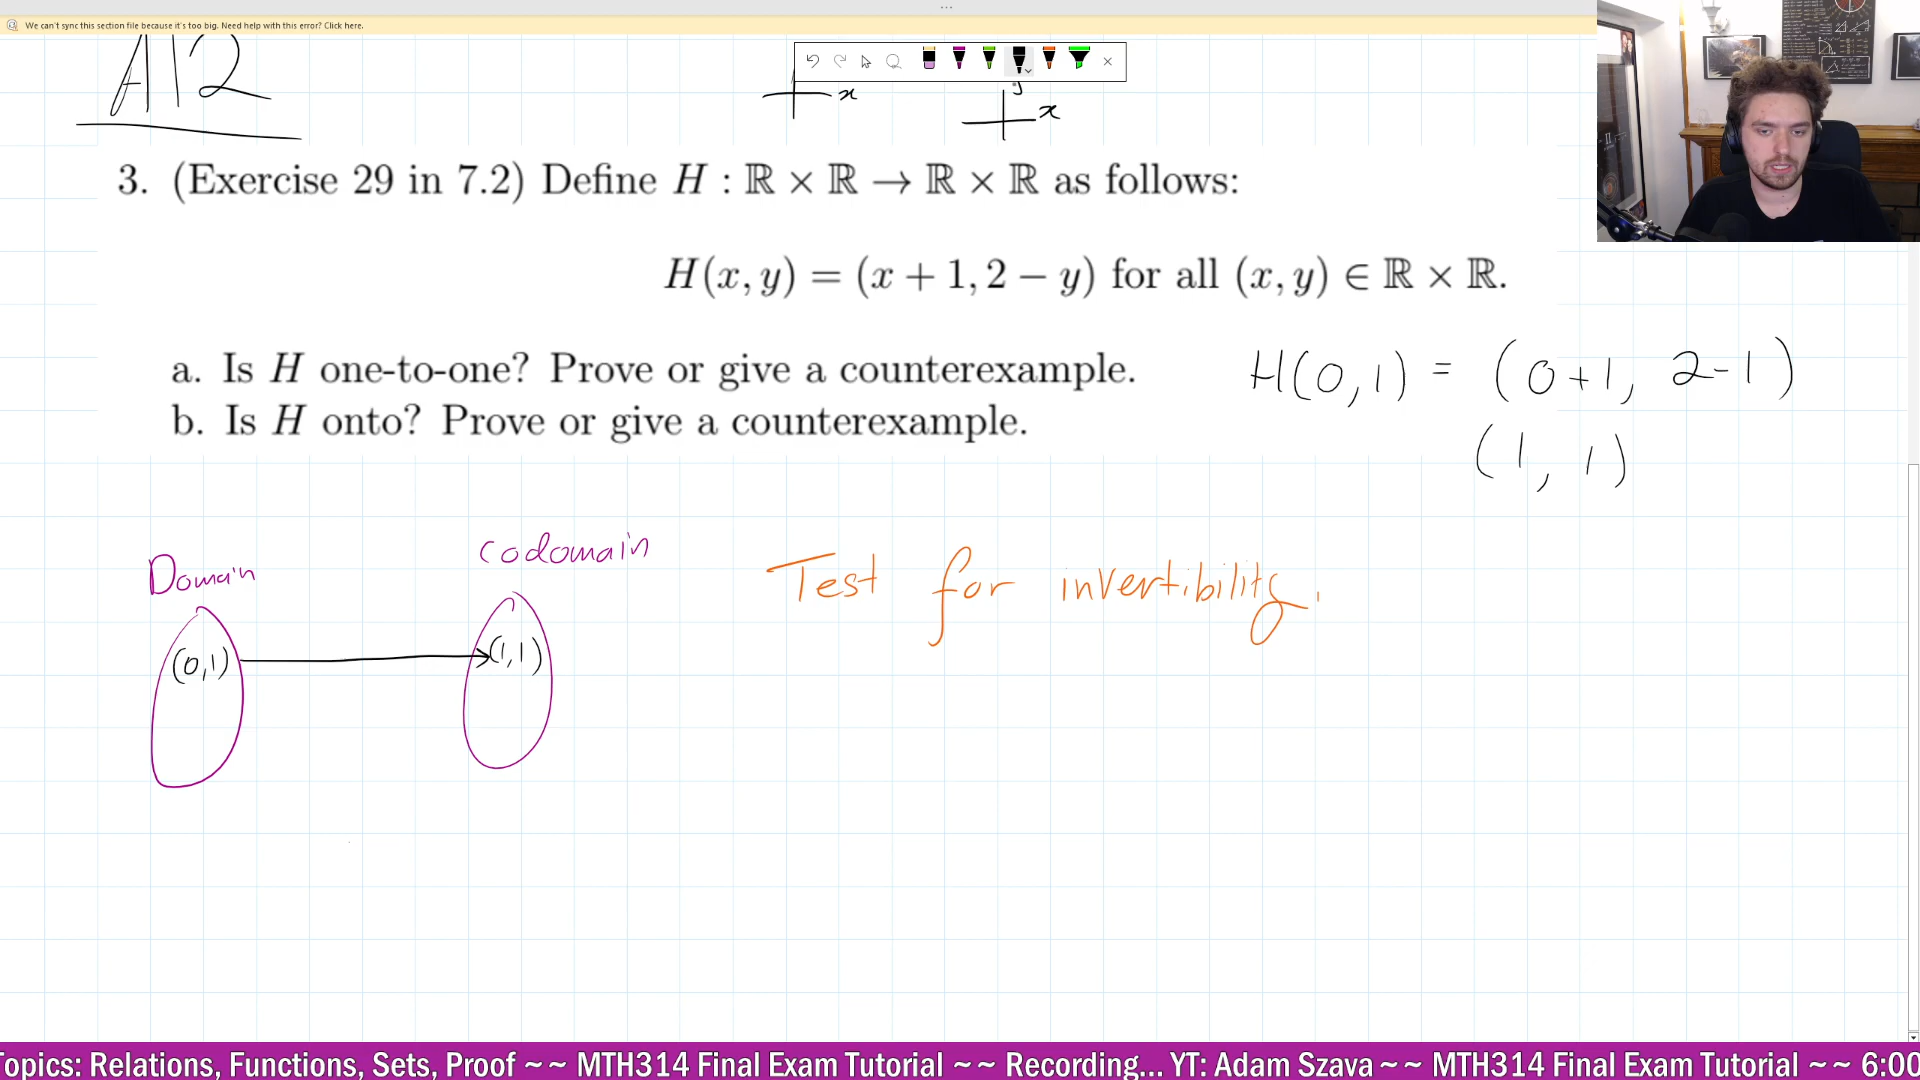 We can't sync this section file because it's too big. Need help with this error? Click here.
A12
x
y
x
3. (Exercise 29 in 7.2) Define H : ℝ × ℝ → ℝ × ℝ as follows:
H(x, y) = (x + 1, 2 − y) for all (x, y) ∈ ℝ × ℝ.
a. Is H one-to-one? Prove or give a counterexample.
b. Is H onto? Prove or give a counterexample.
H(0,1) = (0+1, 2-1)
(1, 1)
Domain
codomain
Test for invertibility.
(0,1)
(1,1)
Topics: Relations, Functions, Sets, Proof ~~ MTH314 Final Exam Tutorial ~~ Recording... YT: Adam Szava ~~ MTH314 Final Exam Tutorial ~~ 6:00